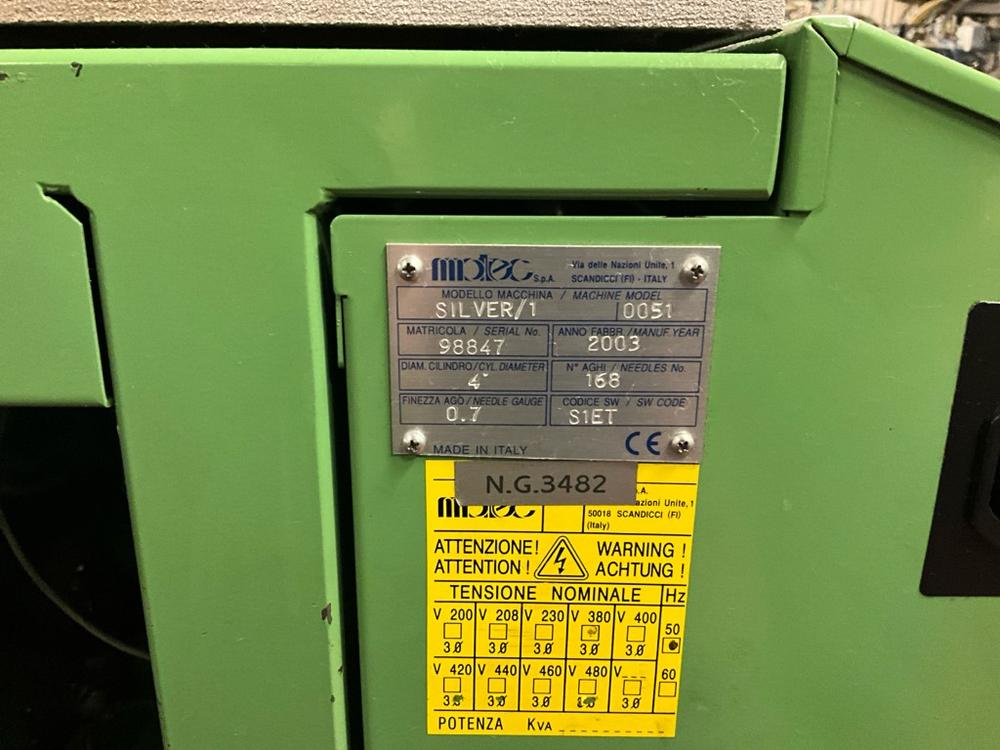 matec S.p.A. Via delle Nazioni Unite, 1
SCANDICCI (FI) - ITALY
MODELLO MACCHINA / MACHINE MODEL
SILVER/1 0051
MATRICOLA / SERIAL No. ANNO FABBR./MANUF. YEAR
98847 2003
DIAM. CILINDRO/CYL. DIAMETER N° AGHI / NEEDLES No.
4" 168
FINEZZA AGO / NEEDLE GAUGE CODICE SW / SW CODE
0.7 S1ET
MADE IN ITALY CE
N.G.3482
matec .A.
azioni Unite, 1
50018 SCANDICCI (FI)
(Italy)
ATTENZIONE! WARNING !
ATTENTION ! ACHTUNG !
TENSIONE NOMINALE Hz
V 200 V 208 V 230 V 380 V 400 50
3Ø 3Ø 3Ø 3Ø 3Ø
V 420 V 440 V 460 V 480 V____ 60
3Ø 3Ø 3Ø 3Ø
POTENZA KVA